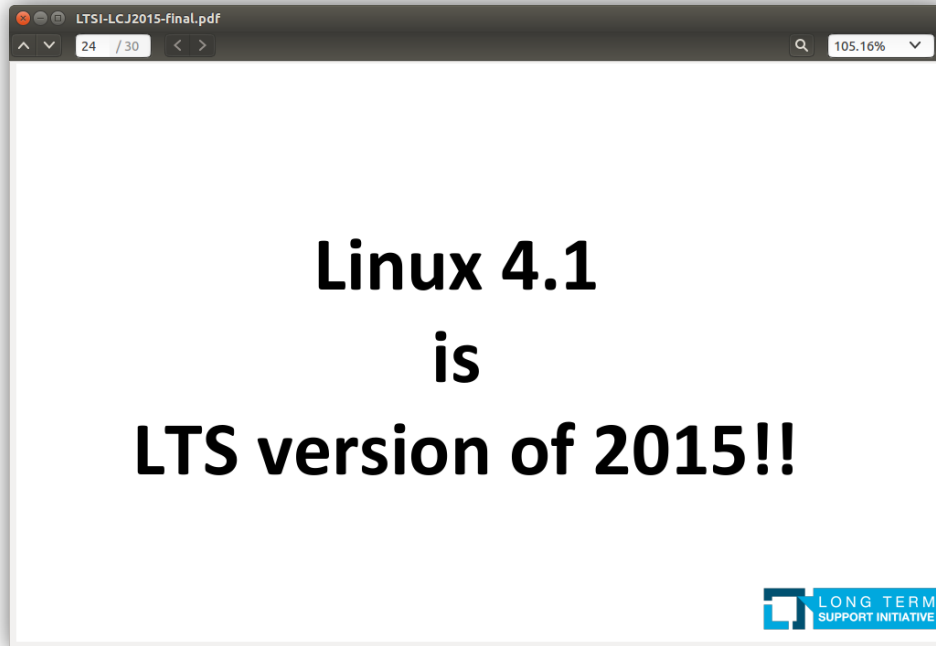 LTSI-LCJ2015-final.pdf
24 / 30
105.16%
Linux 4.1
is
LTS version of 2015!!
LONG TERM
SUPPORT INITIATIVE